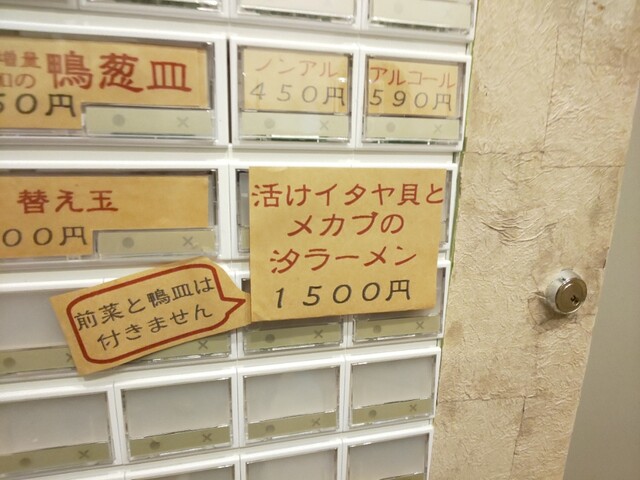 増量
の 鴨葱皿
50円
ノンアル
450円
アルコール
590円
替え玉
00円
活けイタヤ貝と
メカブの
汐ラーメン
1500円
前菜と鴨皿は
付きません